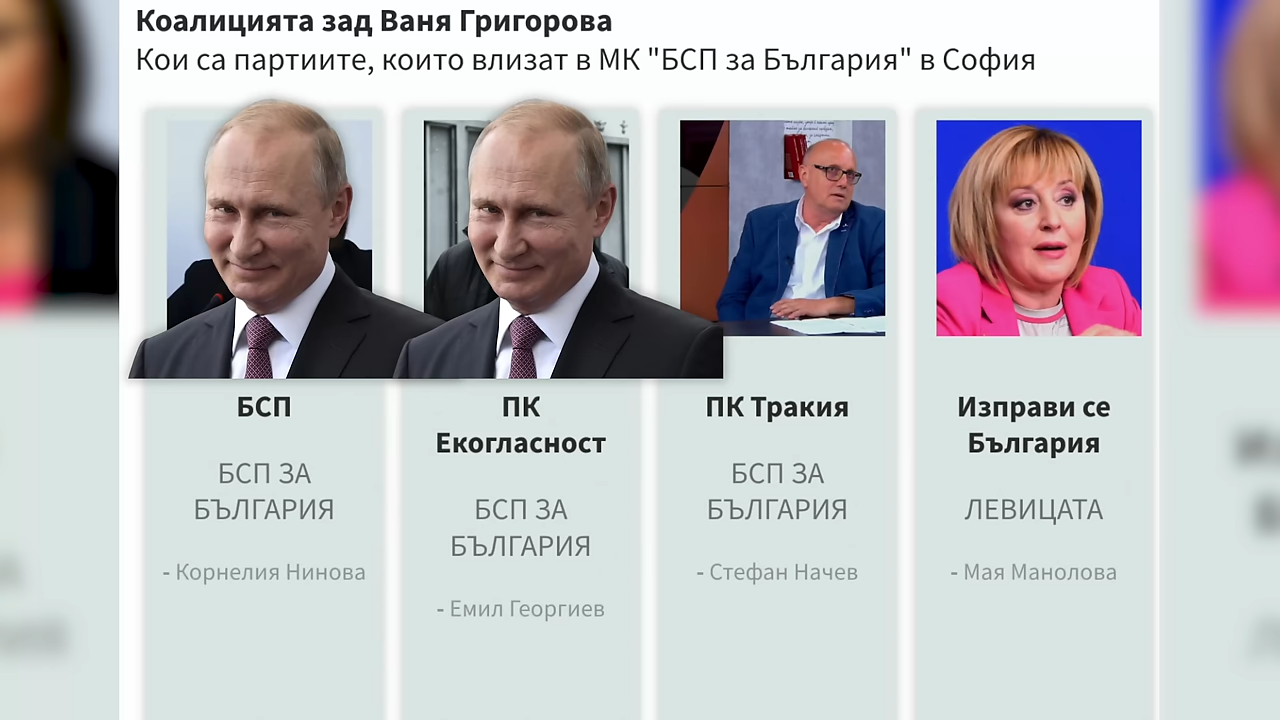 Коалицията зад Ваня Григорова
Кои са партиите, които влизат в МК "БСП за България" в София
БСП
БСП ЗА
БЪЛГАРИЯ
- Корнелия Нинова
ПК
Екогласност
БСП ЗА
БЪЛГАРИЯ
- Емил Георгиев
ПК Тракия
БСП ЗА
БЪЛГАРИЯ
- Стефан Начев
Изправи се
България
ЛЕВИЦАТА
- Мая Манолова